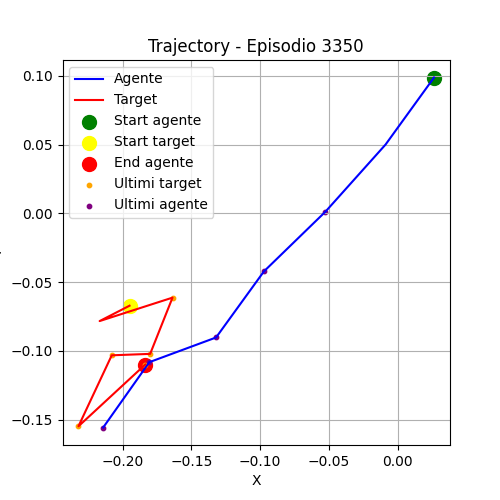 Trajectory - Episodio 3350
Agente
Target
Start agente
Start target
End agente
Ultimi target
Ultimi agente
0.10
0.05
0.00
−0.05
−0.10
−0.15
−0.20
−0.15
−0.10
−0.05
0.00
X